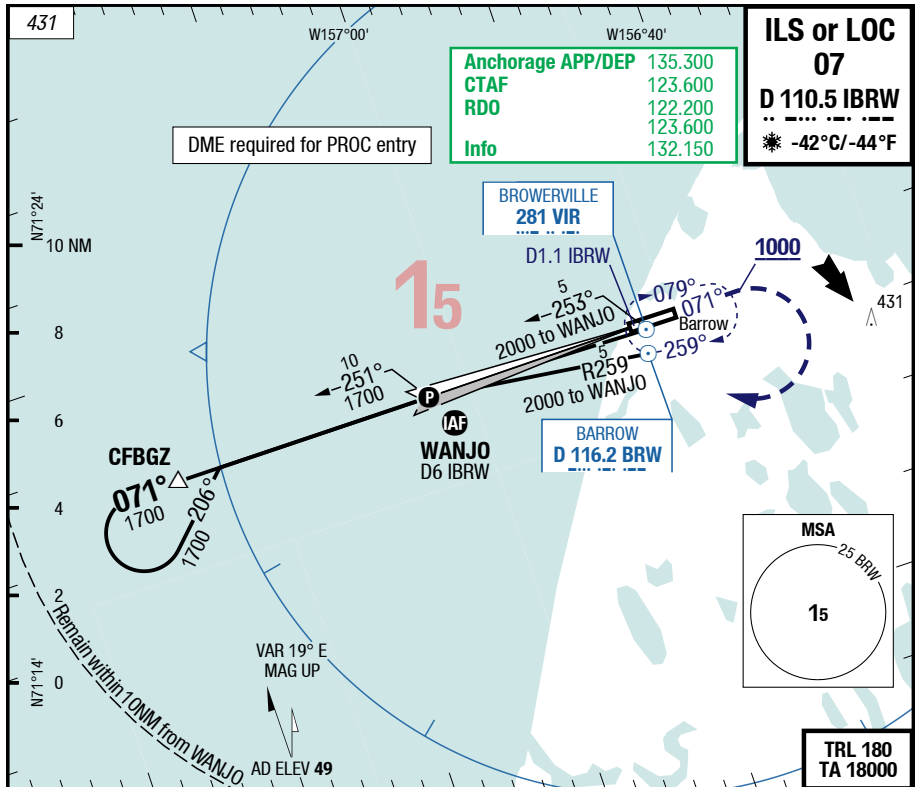 431
W157°00'
W156°40'
ILS or LOC
07
D 110.5 IBRW
-42°C/-44°F
Anchorage APP/DEP 135.300
CTAF 123.600
RDO 122.200
123.600
Info 132.150
DME required for PROC entry
BROWERVILLE
281 VIR
D1.1 IBRW
N71°24'
10 NM
15
5
253°
2000 to WANJO
079°
071°
1000
431
Barrow
8
5
R259
2000 to WANJO
259°
10
251°
1700
P
6
IAF
WANJO
D6 IBRW
BARROW
D 116.2 BRW
CFBGZ
071°
1700
206°
1700
4
MSA
25 BRW
15
2
Remain within 10NM from WANJO
VAR 19° E
MAG UP
N71°14'
0
AD ELEV 49
TRL 180
TA 18000